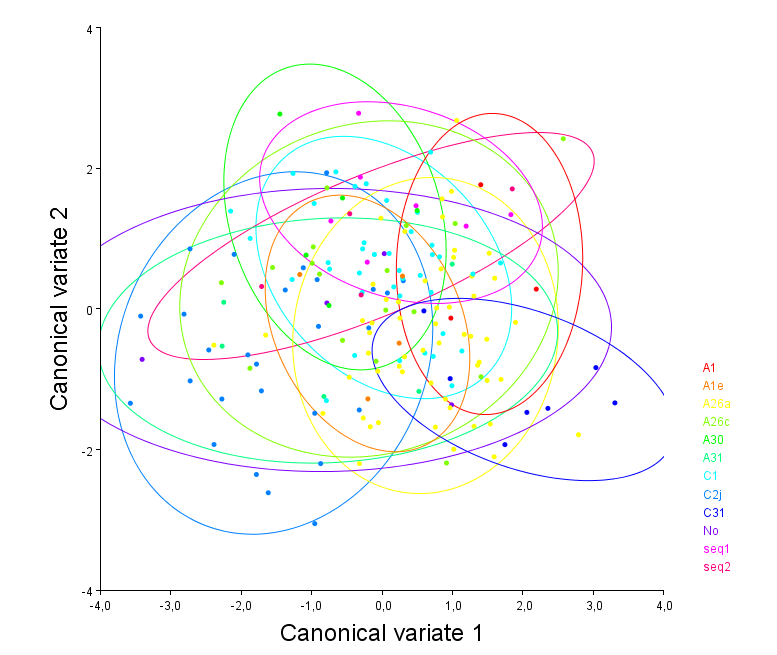 4
2
0
-2
-4
Canonical variate 2
-4,0 -3,0 -2,0 -1,0 0,0 1,0 2,0 3,0 4,0
Canonical variate 1
A1
A1e
A26a
A26c
A30
A31
C1
C2j
C31
No
seq1
seq2